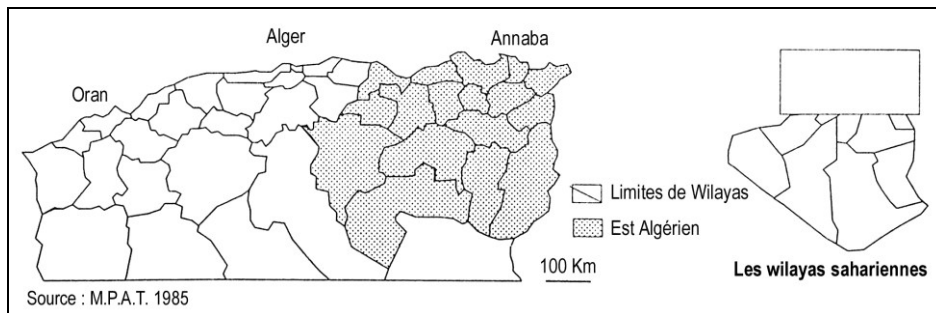 Alger
Annaba
Oran
Limites de Wilayas
Est Algérien
100 Km
Les wilayas sahariennes
Source : M.P.A.T. 1985